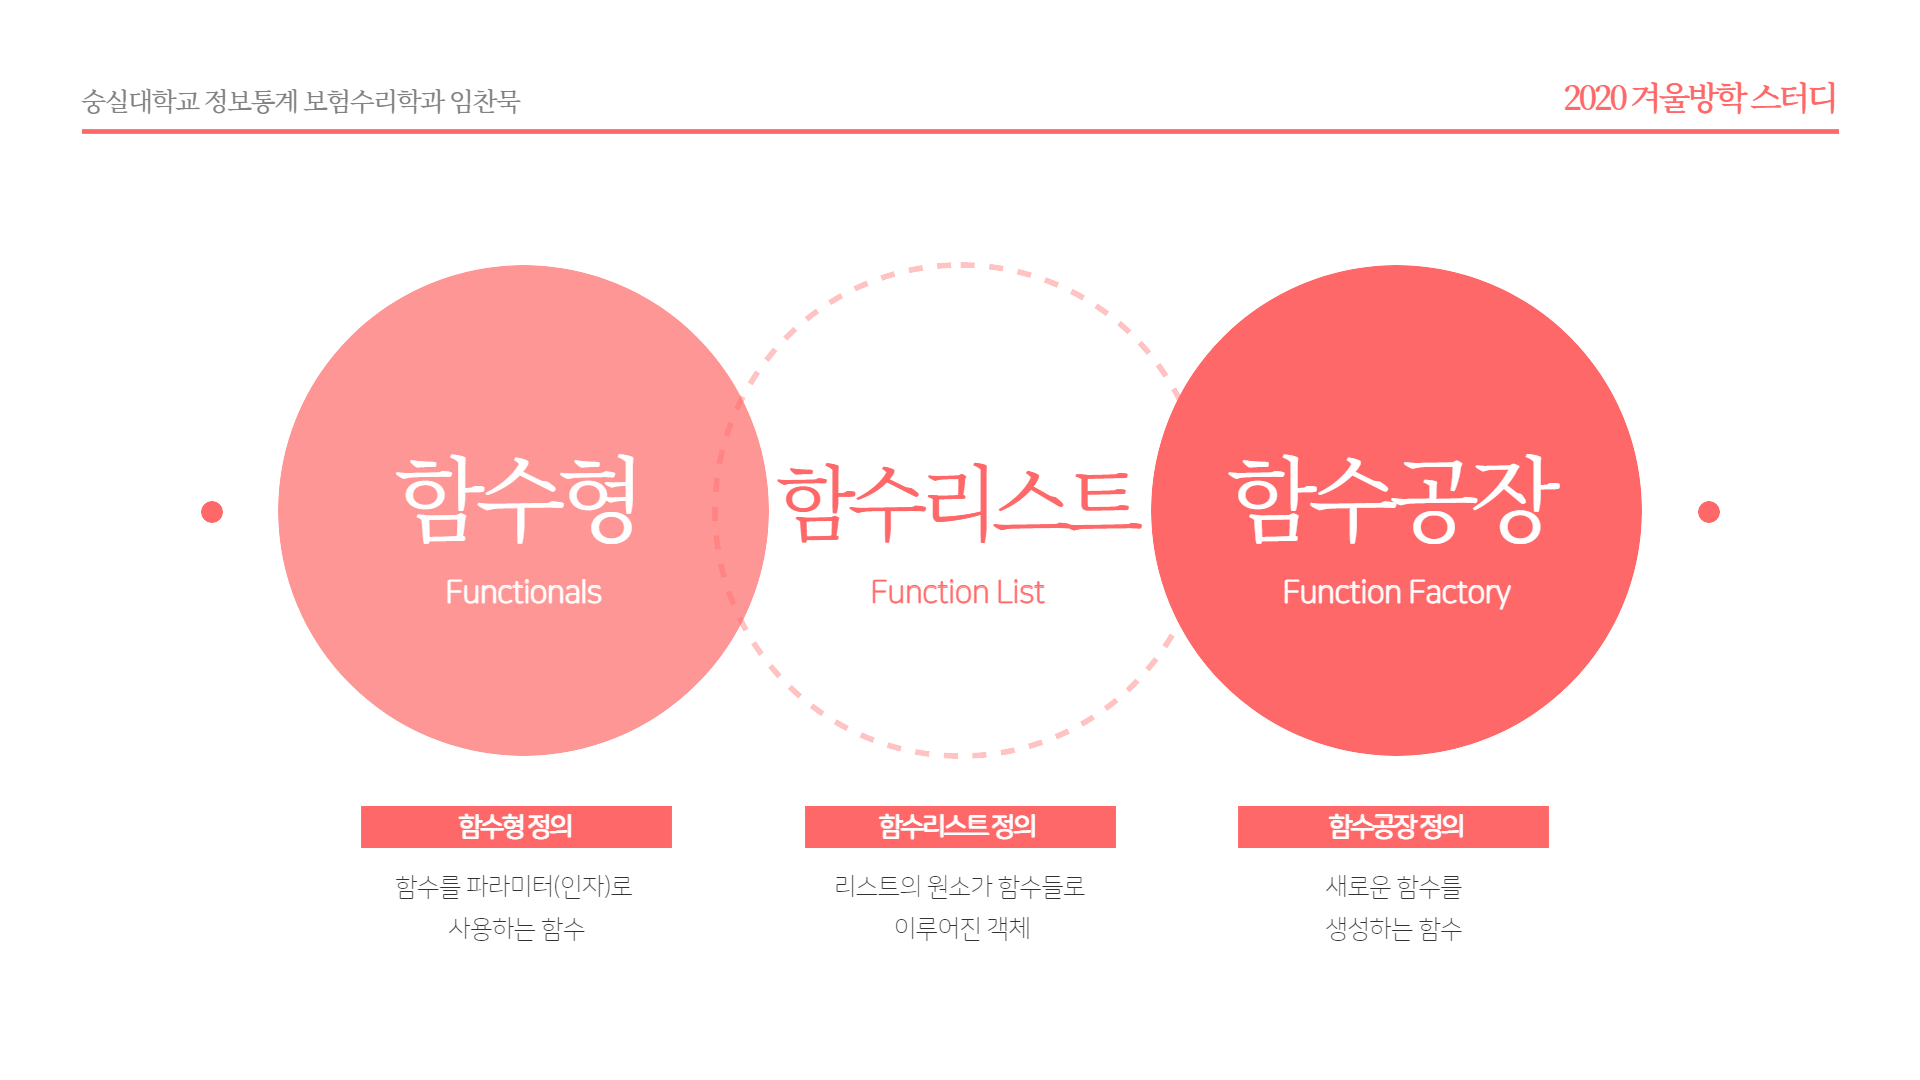 숭실대학교 정보통계 보험수리학과 임찬묵
2020 겨울방학 스터디
함수형
Functionals
함수리스트
Function List
함수공장
Function Factory
함수형 정의
함수를 파라미터(인자)로
사용하는 함수
함수리스트 정의
리스트의 원소가 함수들로
이루어진 객체
함수공장 정의
새로운 함수를
생성하는 함수